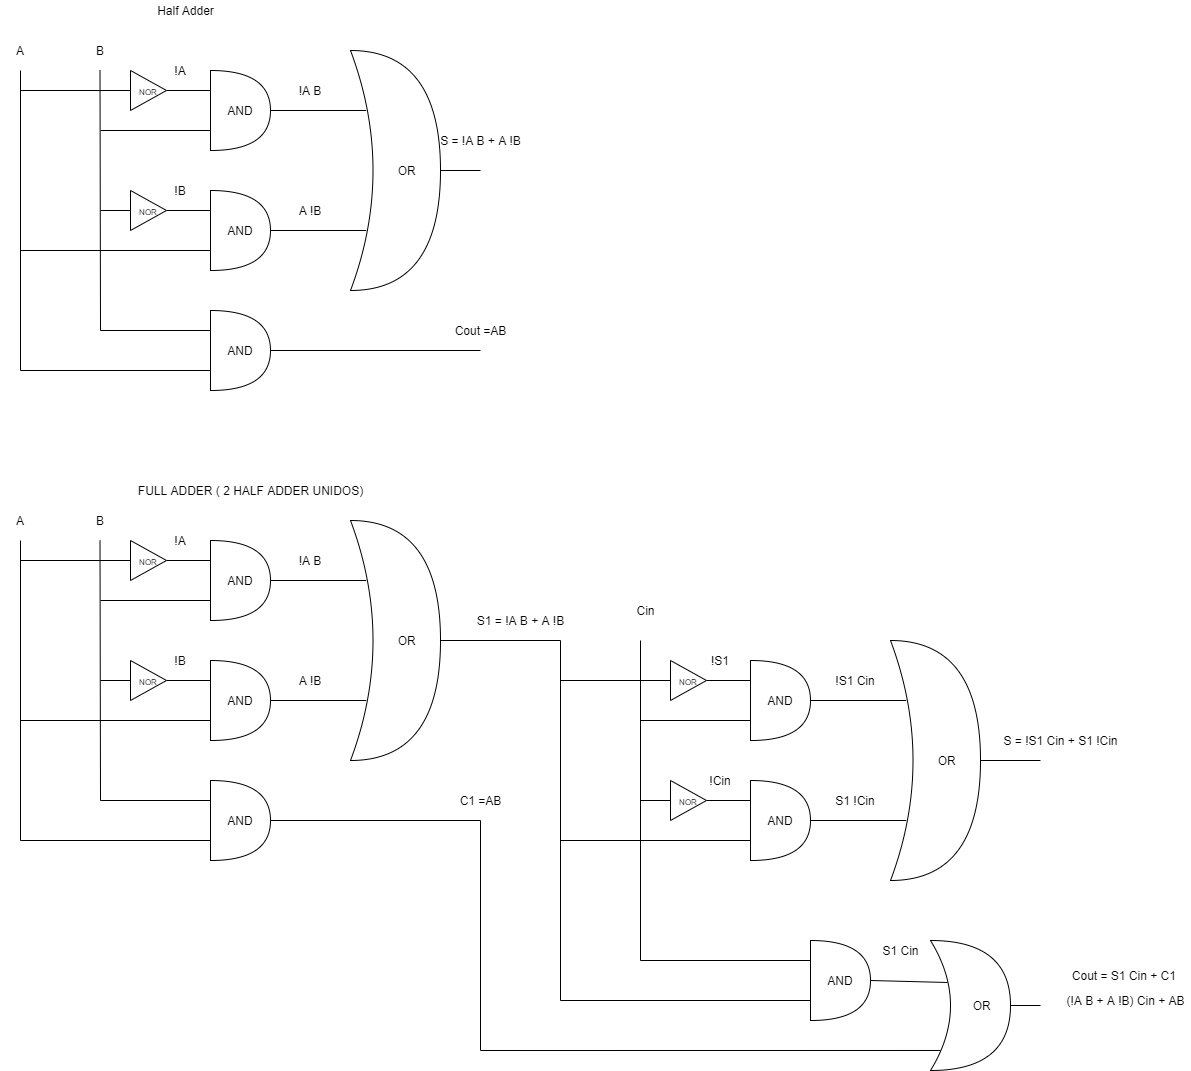 Half Adder
A
B
!A
NOR
AND
!A B
S = !A B + A !B
OR
!B
NOR
AND
A !B
AND
Cout =AB
FULL ADDER ( 2 HALF ADDER UNIDOS)
A
B
!A
NOR
AND
!A B
OR
!B
NOR
AND
A !B
S1 = !A B + A !B
AND
C1 =AB
Cin
!S1
NOR
AND
!S1 Cin
OR
S = !S1 Cin + S1 !Cin
!Cin
NOR
AND
S1 !Cin
AND
S1 Cin
OR
Cout = S1 Cin + C1
(!A B + A !B) Cin + AB